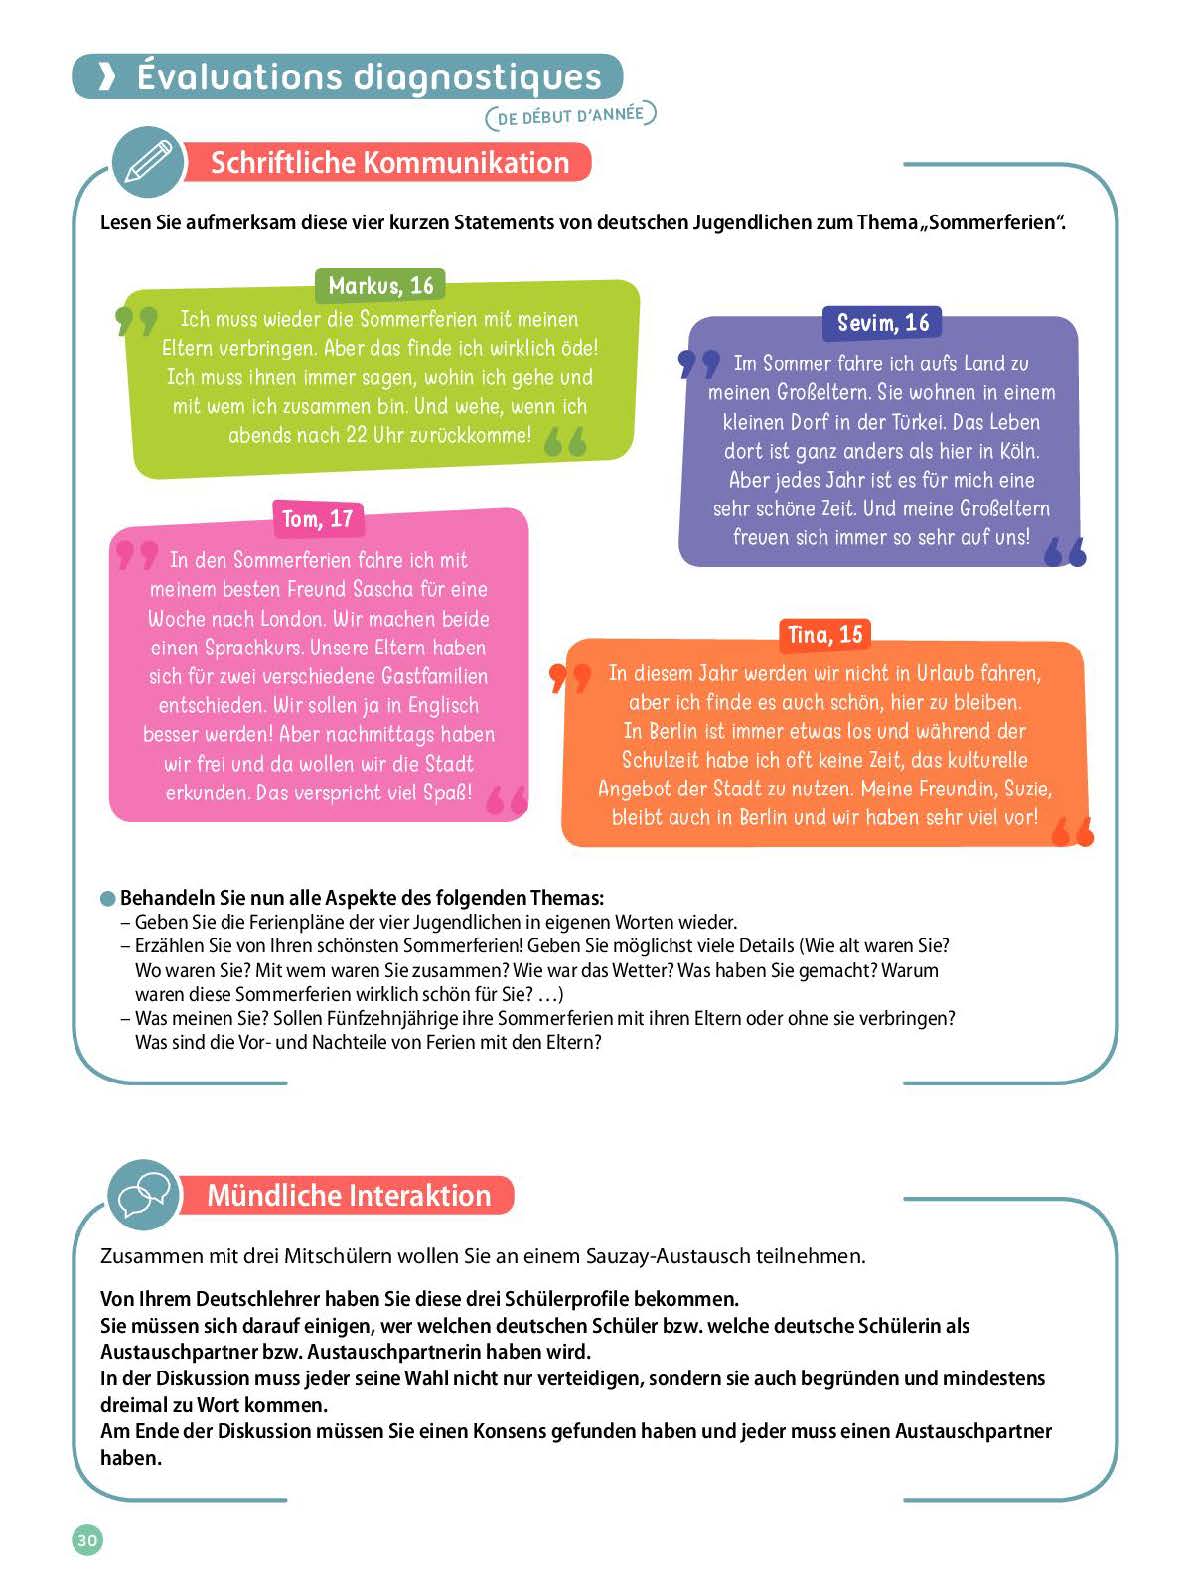 Évaluations diagnostiques
DE DÉBUT D'ANNÉE
Schriftliche Kommunikation
Lesen Sie aufmerksam diese vier kurzen Statements von deutschen Jugendlichen zum Thema „Sommerferien“.
Markus, 16
Ich muss wieder die Sommerferien mit meinen
Eltern verbringen. Aber das finde ich wirklich öde!
Ich muss ihnen immer sagen, wohin ich gehe und
mit wem ich zusammen bin. Und wehe, wenn ich
abends nach 22 Uhr zurückkomme!
Sevim, 16
Im Sommer fahre ich aufs Land zu
meinen Großeltern. Sie wohnen in einem
kleinen Dorf in der Türkei. Das Leben
dort ist ganz anders als hier in Köln.
Aber jedes Jahr ist es für mich eine
sehr schöne Zeit. Und meine Großeltern
freuen sich immer so sehr auf uns!
Tom, 17
In den Sommerferien fahre ich mit
meinem besten Freund Sascha für eine
Woche nach London. Wir machen beide
einen Sprachkurs. Unsere Eltern haben
sich für zwei verschiedene Gastfamilien
entschieden. Wir sollen ja in Englisch
besser werden! Aber nachmittags haben
wir frei und da wollen wir die Stadt
erkunden. Das verspricht viel Spaß!
Tina, 15
In diesem Jahr werden wir nicht in Urlaub fahren,
aber ich finde es auch schön, hier zu bleiben.
In Berlin ist immer etwas los und während der
Schulzeit habe ich oft keine Zeit, das kulturelle
Angebot der Stadt zu nutzen. Meine Freundin, Suzie,
bleibt auch in Berlin und wir haben sehr viel vor!
Behandeln Sie nun alle Aspekte des folgenden Themas:
– Geben Sie die Ferienpläne der vier Jugendlichen in eigenen Worten wieder.
– Erzählen Sie von Ihren schönsten Sommerferien! Geben Sie möglichst viele Details (Wie alt waren Sie?
Wo waren Sie? Mit wem waren Sie zusammen? Wie war das Wetter? Was haben Sie gemacht? Warum
waren diese Sommerferien wirklich schön für Sie? …)
– Was meinen Sie? Sollen Fünfzehnjährige ihre Sommerferien mit ihren Eltern oder ohne sie verbringen?
Was sind die Vor- und Nachteile von Ferien mit den Eltern?
Mündliche Interaktion
Zusammen mit drei Mitschülern wollen Sie an einem Sauzay-Austausch teilnehmen.
Von Ihrem Deutschlehrer haben Sie diese drei Schülerprofile bekommen.
Sie müssen sich darauf einigen, wer welchen deutschen Schüler bzw. welche deutsche Schülerin als
Austauschpartner bzw. Austauschpartnerin haben wird.
In der Diskussion muss jeder seine Wahl nicht nur verteidigen, sondern sie auch begründen und mindestens
dreimal zu Wort kommen.
Am Ende der Diskussion müssen Sie einen Konsens gefunden haben und jeder muss einen Austauschpartner
haben.
30